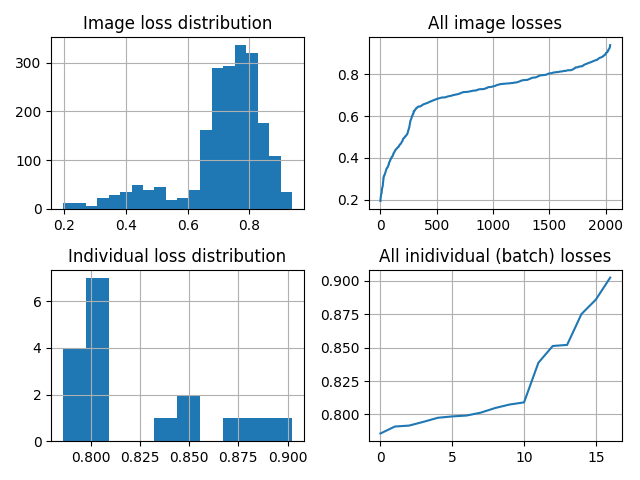 Image loss distribution
All image losses
300
200
100
0
0.2 0.4 0.6 0.8
0.8
0.6
0.4
0.2
0 500 1000 1500 2000
Individual loss distribution
All inidividual (batch) losses
6
4
2
0
0.800 0.825 0.850 0.875 0.900
0.900
0.875
0.850
0.825
0.800
0 5 10 15